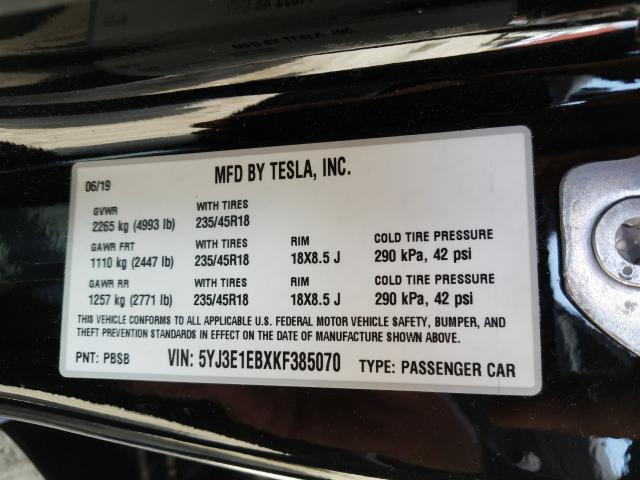 MFD BY TESLA, INC.
06/19
GVWR WITH TIRES
2265 kg (4993 lb) 235/45R18
GAWR FRT WITH TIRES RIM COLD TIRE PRESSURE
1110 kg (2447 lb) 235/45R18 18X8.5 J 290 kPa, 42 psi
GAWR RR WITH TIRES RIM COLD TIRE PRESSURE
1257 kg (2771 lb) 235/45R18 18X8.5 J 290 kPa, 42 psi
THIS VEHICLE CONFORMS TO ALL APPLICABLE U.S. FEDERAL MOTOR VEHICLE SAFETY, BUMPER, AND
THEFT PREVENTION STANDARDS IN EFFECT ON THE DATE OF MANUFACTURE SHOWN ABOVE.
PNT: PBSB VIN: 5YJ3E1EBXKF385070 TYPE: PASSENGER CAR